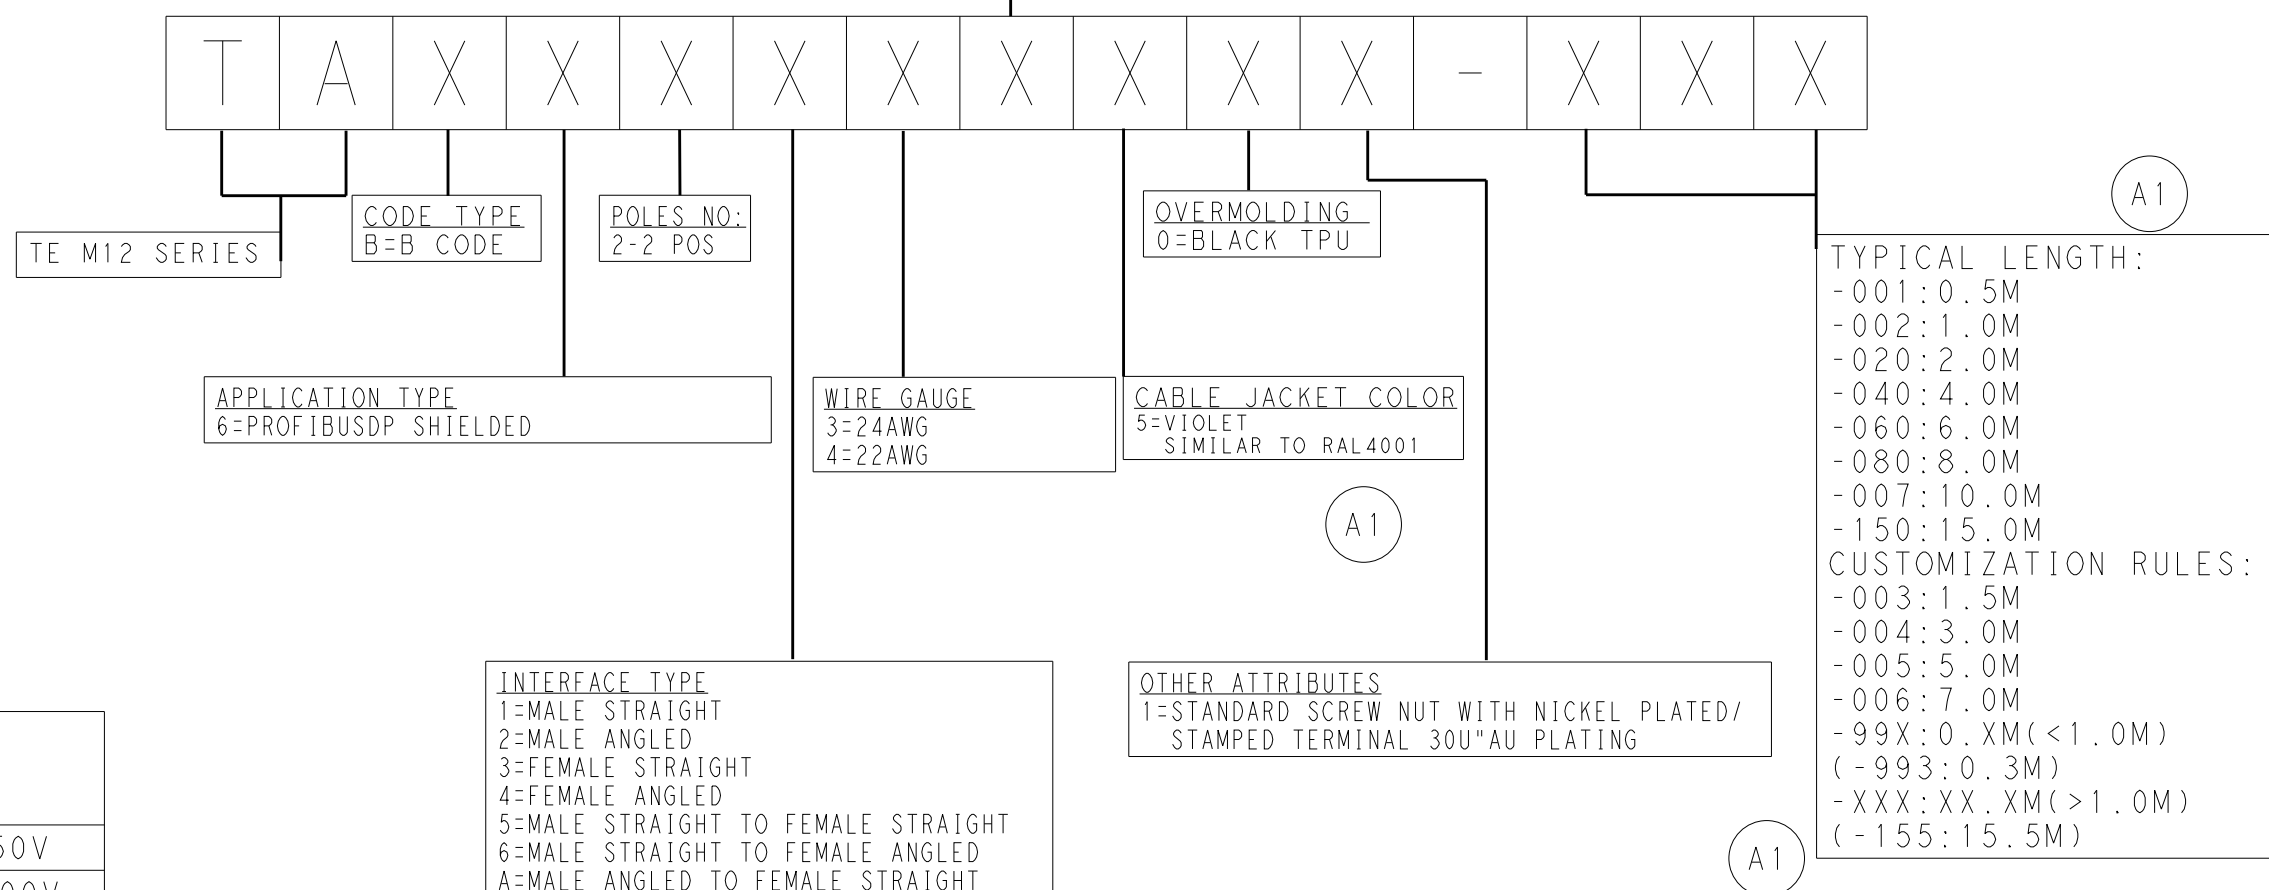 T A X X X X X X X X X - X X X
TE M12 SERIES
CODE TYPE
B=B CODE
POLES NO:
2-2 POS
OVERMOLDING
0=BLACK TPU
A1
APPLICATION TYPE
6=PROFIBUSDP SHIELDED
WIRE GAUGE
3=24AWG
4=22AWG
CABLE JACKET COLOR
5=VIOLET
SIMILAR TO RAL4001
A1
TYPICAL LENGTH:
-001:0.5M
-002:1.0M
-020:2.0M
-040:4.0M
-060:6.0M
-080:8.0M
-007:10.0M
-150:15.0M
CUSTOMIZATION RULES:
-003:1.5M
-004:3.0M
-005:5.0M
-006:7.0M
-99X:0.XM(<1.0M)
(-993:0.3M)
-XXX:XX.XM(>1.0M)
(-155:15.5M)
A1
INTERFACE TYPE
1=MALE STRAIGHT
2=MALE ANGLED
3=FEMALE STRAIGHT
4=FEMALE ANGLED
5=MALE STRAIGHT TO FEMALE STRAIGHT
6=MALE STRAIGHT TO FEMALE ANGLED
A=MALE ANGLED TO FEMALE STRAIGHT
OTHER ATTRIBUTES
1=STANDARD SCREW NUT WITH NICKEL PLATED/
STAMPED TERMINAL 30U"AU PLATING